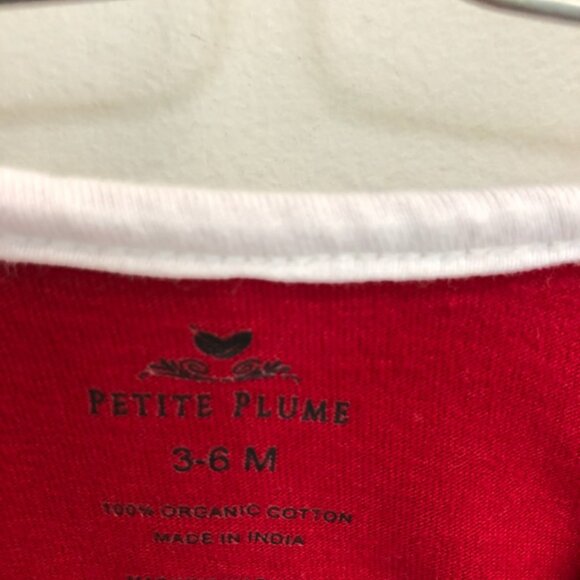 PETITE PLUME
3-6 M
100% ORGANIC COTTON
MADE IN INDIA